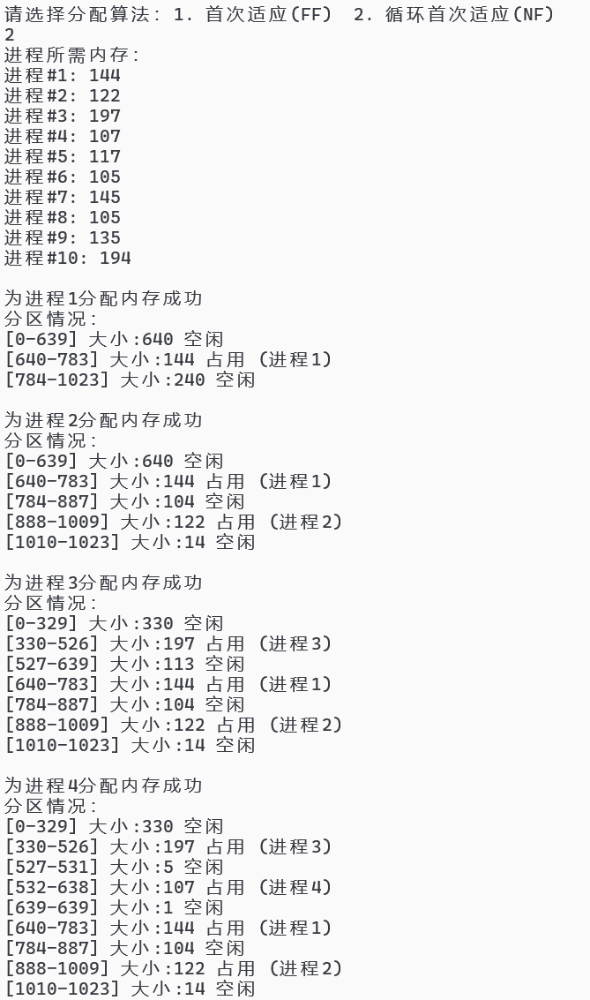 请选择分配算法: 1. 首次适应(FF)  2. 循环首次适应(NF)
2
进程所需内存:
进程#1: 144
进程#2: 122
进程#3: 197
进程#4: 107
进程#5: 117
进程#6: 105
进程#7: 145
进程#8: 105
进程#9: 135
进程#10: 194
为进程1分配内存成功
分区情况:
[0-639] 大小:640 空闲
[640-783] 大小:144 占用 (进程1)
[784-1023] 大小:240 空闲
为进程2分配内存成功
分区情况:
[0-639] 大小:640 空闲
[640-783] 大小:144 占用 (进程1)
[784-887] 大小:104 空闲
[888-1009] 大小:122 占用 (进程2)
[1010-1023] 大小:14 空闲
为进程3分配内存成功
分区情况:
[0-329] 大小:330 空闲
[330-526] 大小:197 占用 (进程3)
[527-639] 大小:113 空闲
[640-783] 大小:144 占用 (进程1)
[784-887] 大小:104 空闲
[888-1009] 大小:122 占用 (进程2)
[1010-1023] 大小:14 空闲
为进程4分配内存成功
分区情况:
[0-329] 大小:330 空闲
[330-526] 大小:197 占用 (进程3)
[527-531] 大小:5 空闲
[532-638] 大小:107 占用 (进程4)
[639-639] 大小:1 空闲
[640-783] 大小:144 占用 (进程1)
[784-887] 大小:104 空闲
[888-1009] 大小:122 占用 (进程2)
[1010-1023] 大小:14 空闲